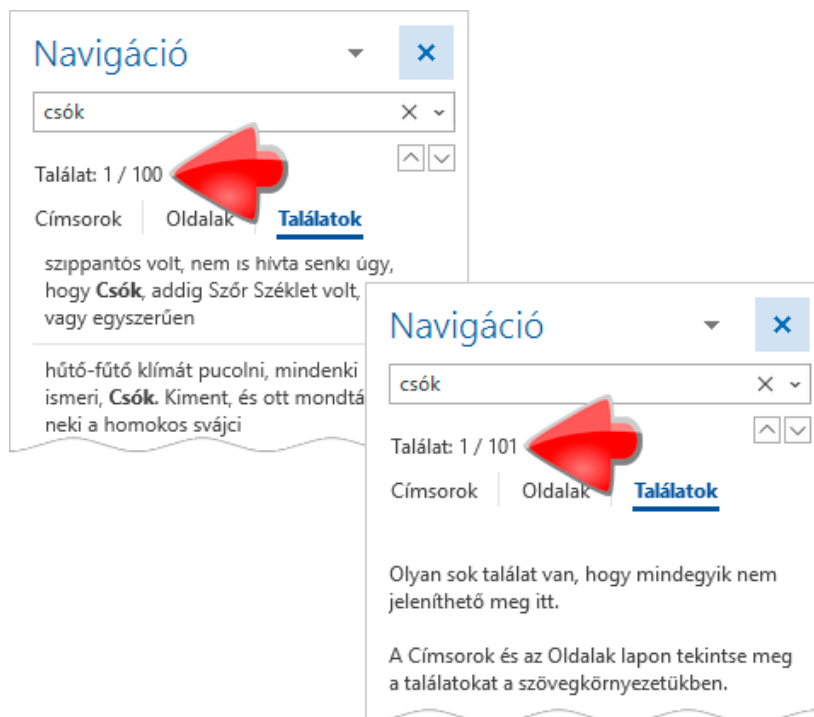 Navigáció
csók
Találat: 1 / 100
Címsorok Oldalak Találatok
szippantós volt, nem is hívta senki úgy,
hogy Csók, addig Szőr Széklet volt,
vagy egyszerűen
hűtő-fűtő klímát pucolni, mindenki
ismeri, Csók. Kiment, és ott mondtá
neki a homokos svájci
Navigáció
csók
Találat: 1 / 101
Címsorok Oldalak Találatok
Olyan sok találat van, hogy mindegyik nem
jeleníthető meg itt.
A Címsorok és az Oldalak lapon tekintse meg
a találatokat a szövegkörnyezetükben.